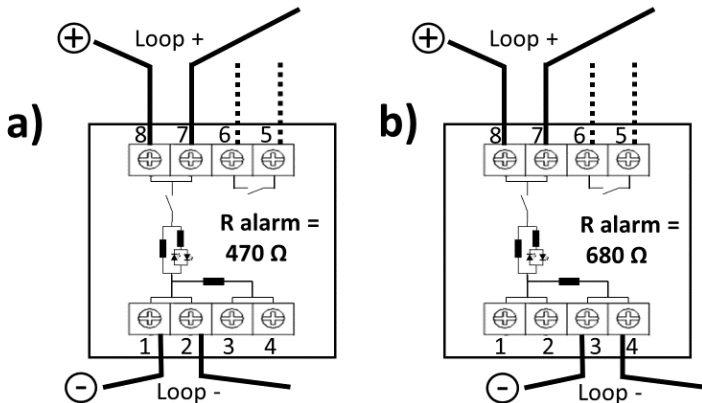 Loop +
a)
8 7 6 5
R alarm =
470 Ω
1 2 3 4
Loop -
Loop +
b)
8 7 6 5
R alarm =
680 Ω
1 2 3 4
Loop -